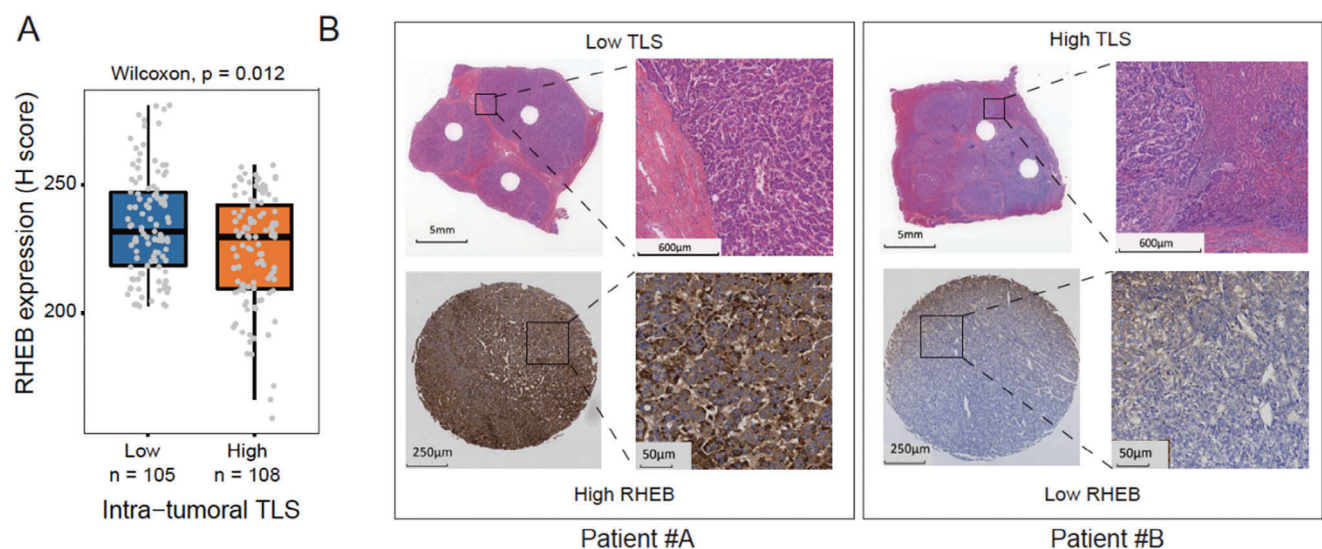 A
Wilcoxon, p = 0.012
RHEB expression (H score)
250
200
Low
n = 105
High
n = 108
Intra−tumoral TLS
B
Low TLS
5mm
600μm
250μm
50μm
High RHEB
Patient #A
High TLS
5mm
600μm
250μm
50μm
Low RHEB
Patient #B